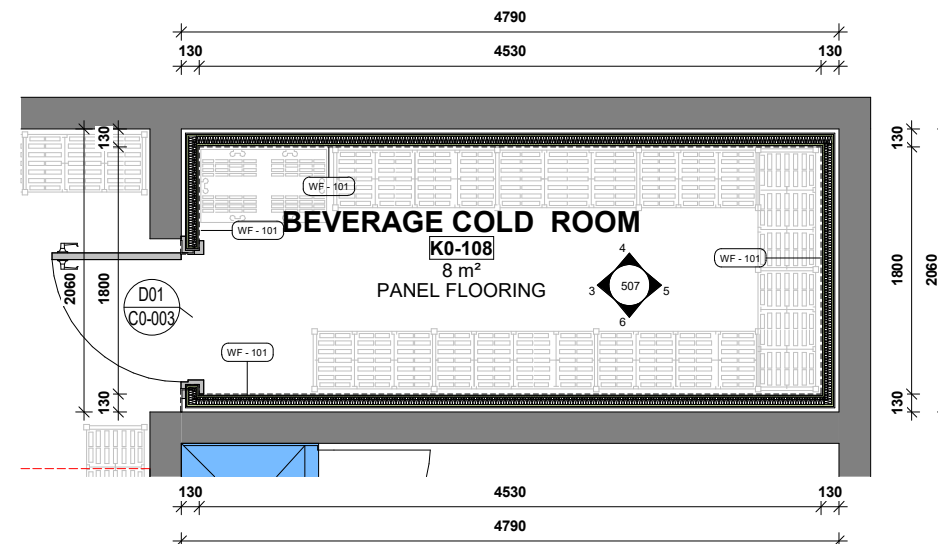 4790
130 4530 130
130
130
WF - 101
BEVERAGE COLD ROOM
WF - 101
K0-108
8 m²
PANEL FLOORING
4
3 507 5
6
WF - 101
2060
1800
D01
C0-003
1800
2060
WF - 101
130
130
130 4530 130
4790